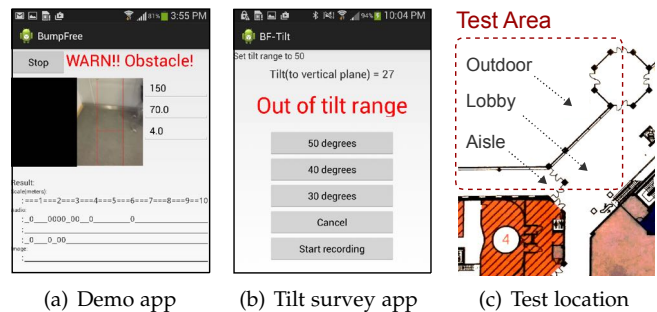 81% 3:55 PM
BumpFree
Stop WARN!! Obstacle!
150
70.0
4.0
Result:
Scale(meters):
:===1===2===3===4===5===6===7===8===9==10
Radio:
:_0___0000_00__0________0
:_0___0_00
Image:
(a) Demo app
94% 10:04 PM
BF-Tilt
Set tilt range to 50
Tilt(to vertical plane) = 27
Out of tilt range
50 degrees
40 degrees
30 degrees
Cancel
Start recording
(b) Tilt survey app
Test Area
Outdoor
Lobby
Aisle
4
(c) Test location